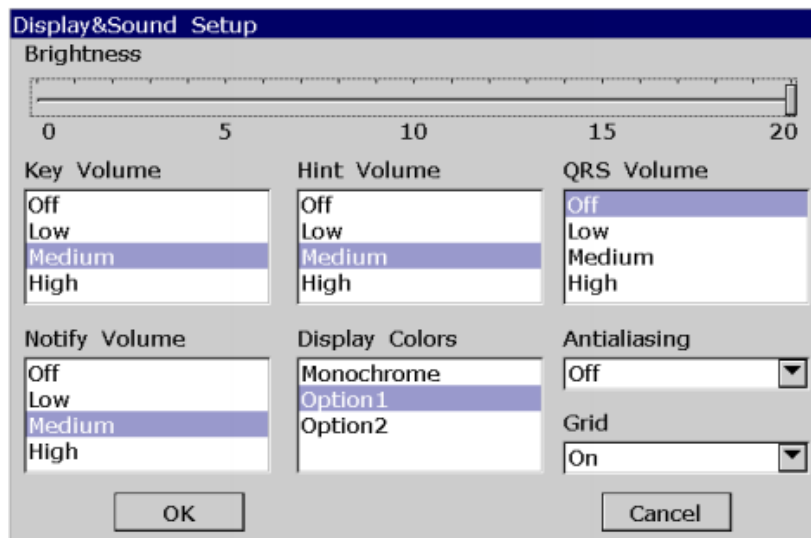 Display&Sound Setup
Brightness
0 5 10 15 20
Key Volume Hint Volume QRS Volume
Off Off Off
Low Low Low
Medium Medium Medium
High High High
Notify Volume Display Colors Antialiasing
Off Monochrome Off
Low Option1
Medium Option2 Grid
High On
OK Cancel